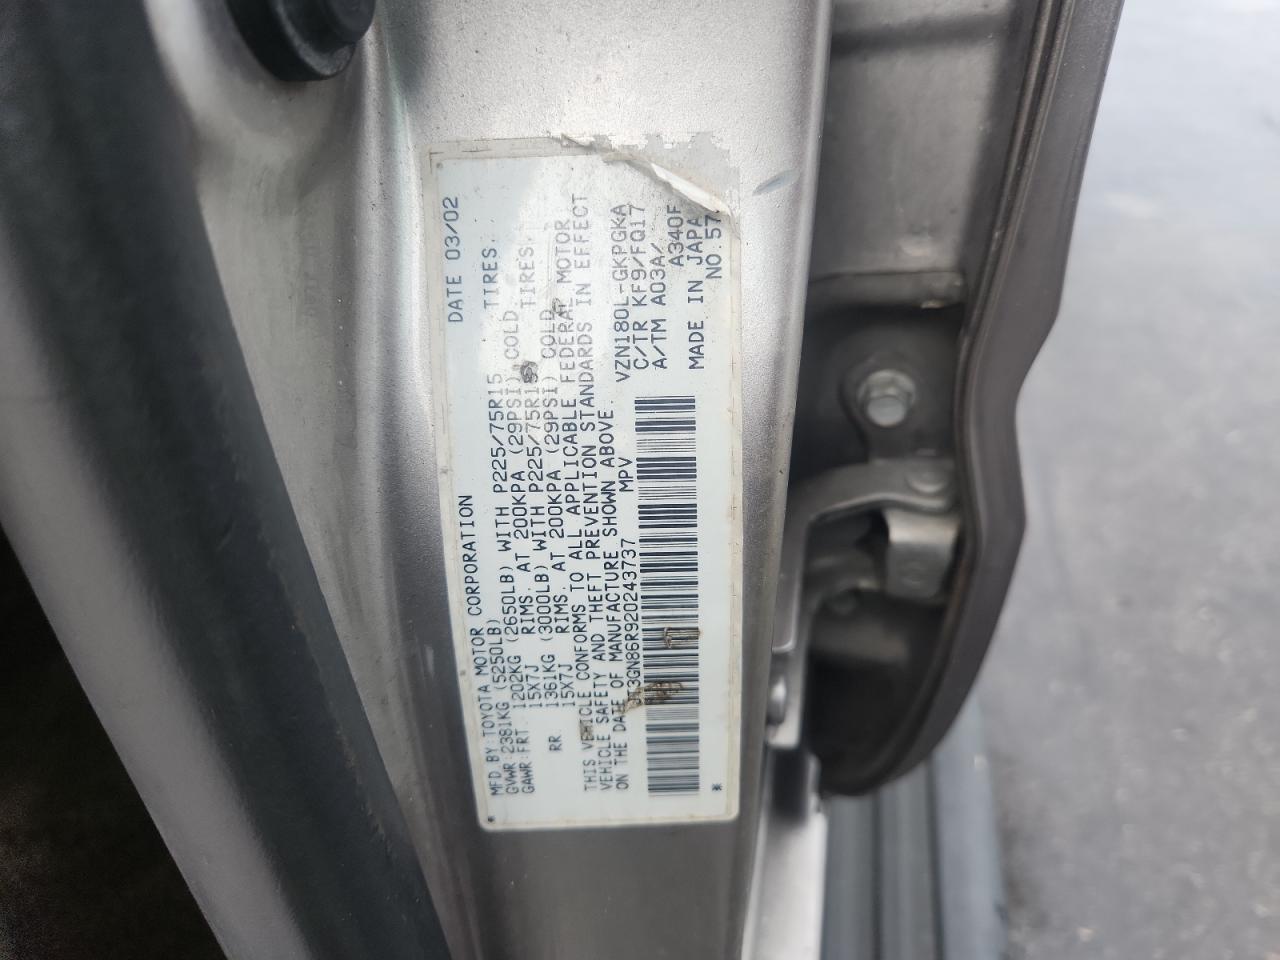 * MFD BY:TOYOTA MOTOR CORPORATION DATE 03/02
GVWR:2381KG (5250LB)
GAWR:FRT. 1202KG (2650LB) WITH P225/75R15 TIRES.
15X7J RIMS. AT 200KPA (29PSI) COLD
RR 1361KG (3000LB) WITH P225/75R15 TIRES.
15X7J RIMS. AT 200KPA (29PSI) COLD
THIS VEHICLE CONFORMS TO ALL APPLICABLE FEDERAL MOTOR
VEHICLE SAFETY AND THEFT PREVENTION STANDARDS IN EFFECT
ON THE DATE OF MANUFACTURE SHOWN ABOVE.
3GN86R920243737 MPV
VZN180L-GKPGKA
C/TR KF9/FQ17
A/TM A03A/
A340F
MADE IN JAPA
* NO.57